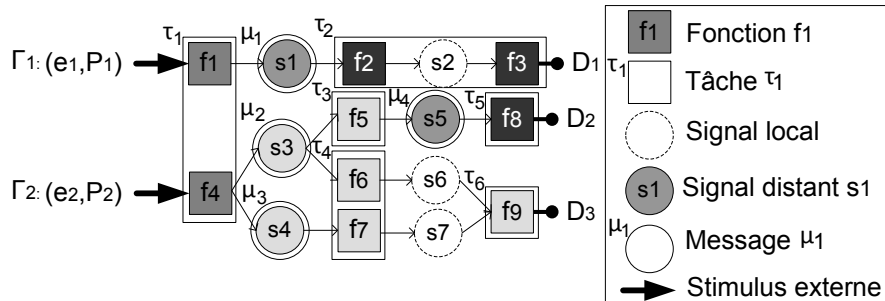 τ1 μ1 τ2
Γ1: (e1,P1) f1 s1 f2 s2 f3 D1
τ3 μ4 τ5
μ2
f5 s5 f8 D2
s3 τ4
f6 s6 τ6
Γ2: (e2,P2) f4 μ3
s4 f7 s7 f9 D3
f1 Fonction f1
τ1 Tâche τ1
Signal local
s1 Signal distant s1
μ1 Message μ1
Stimulus externe